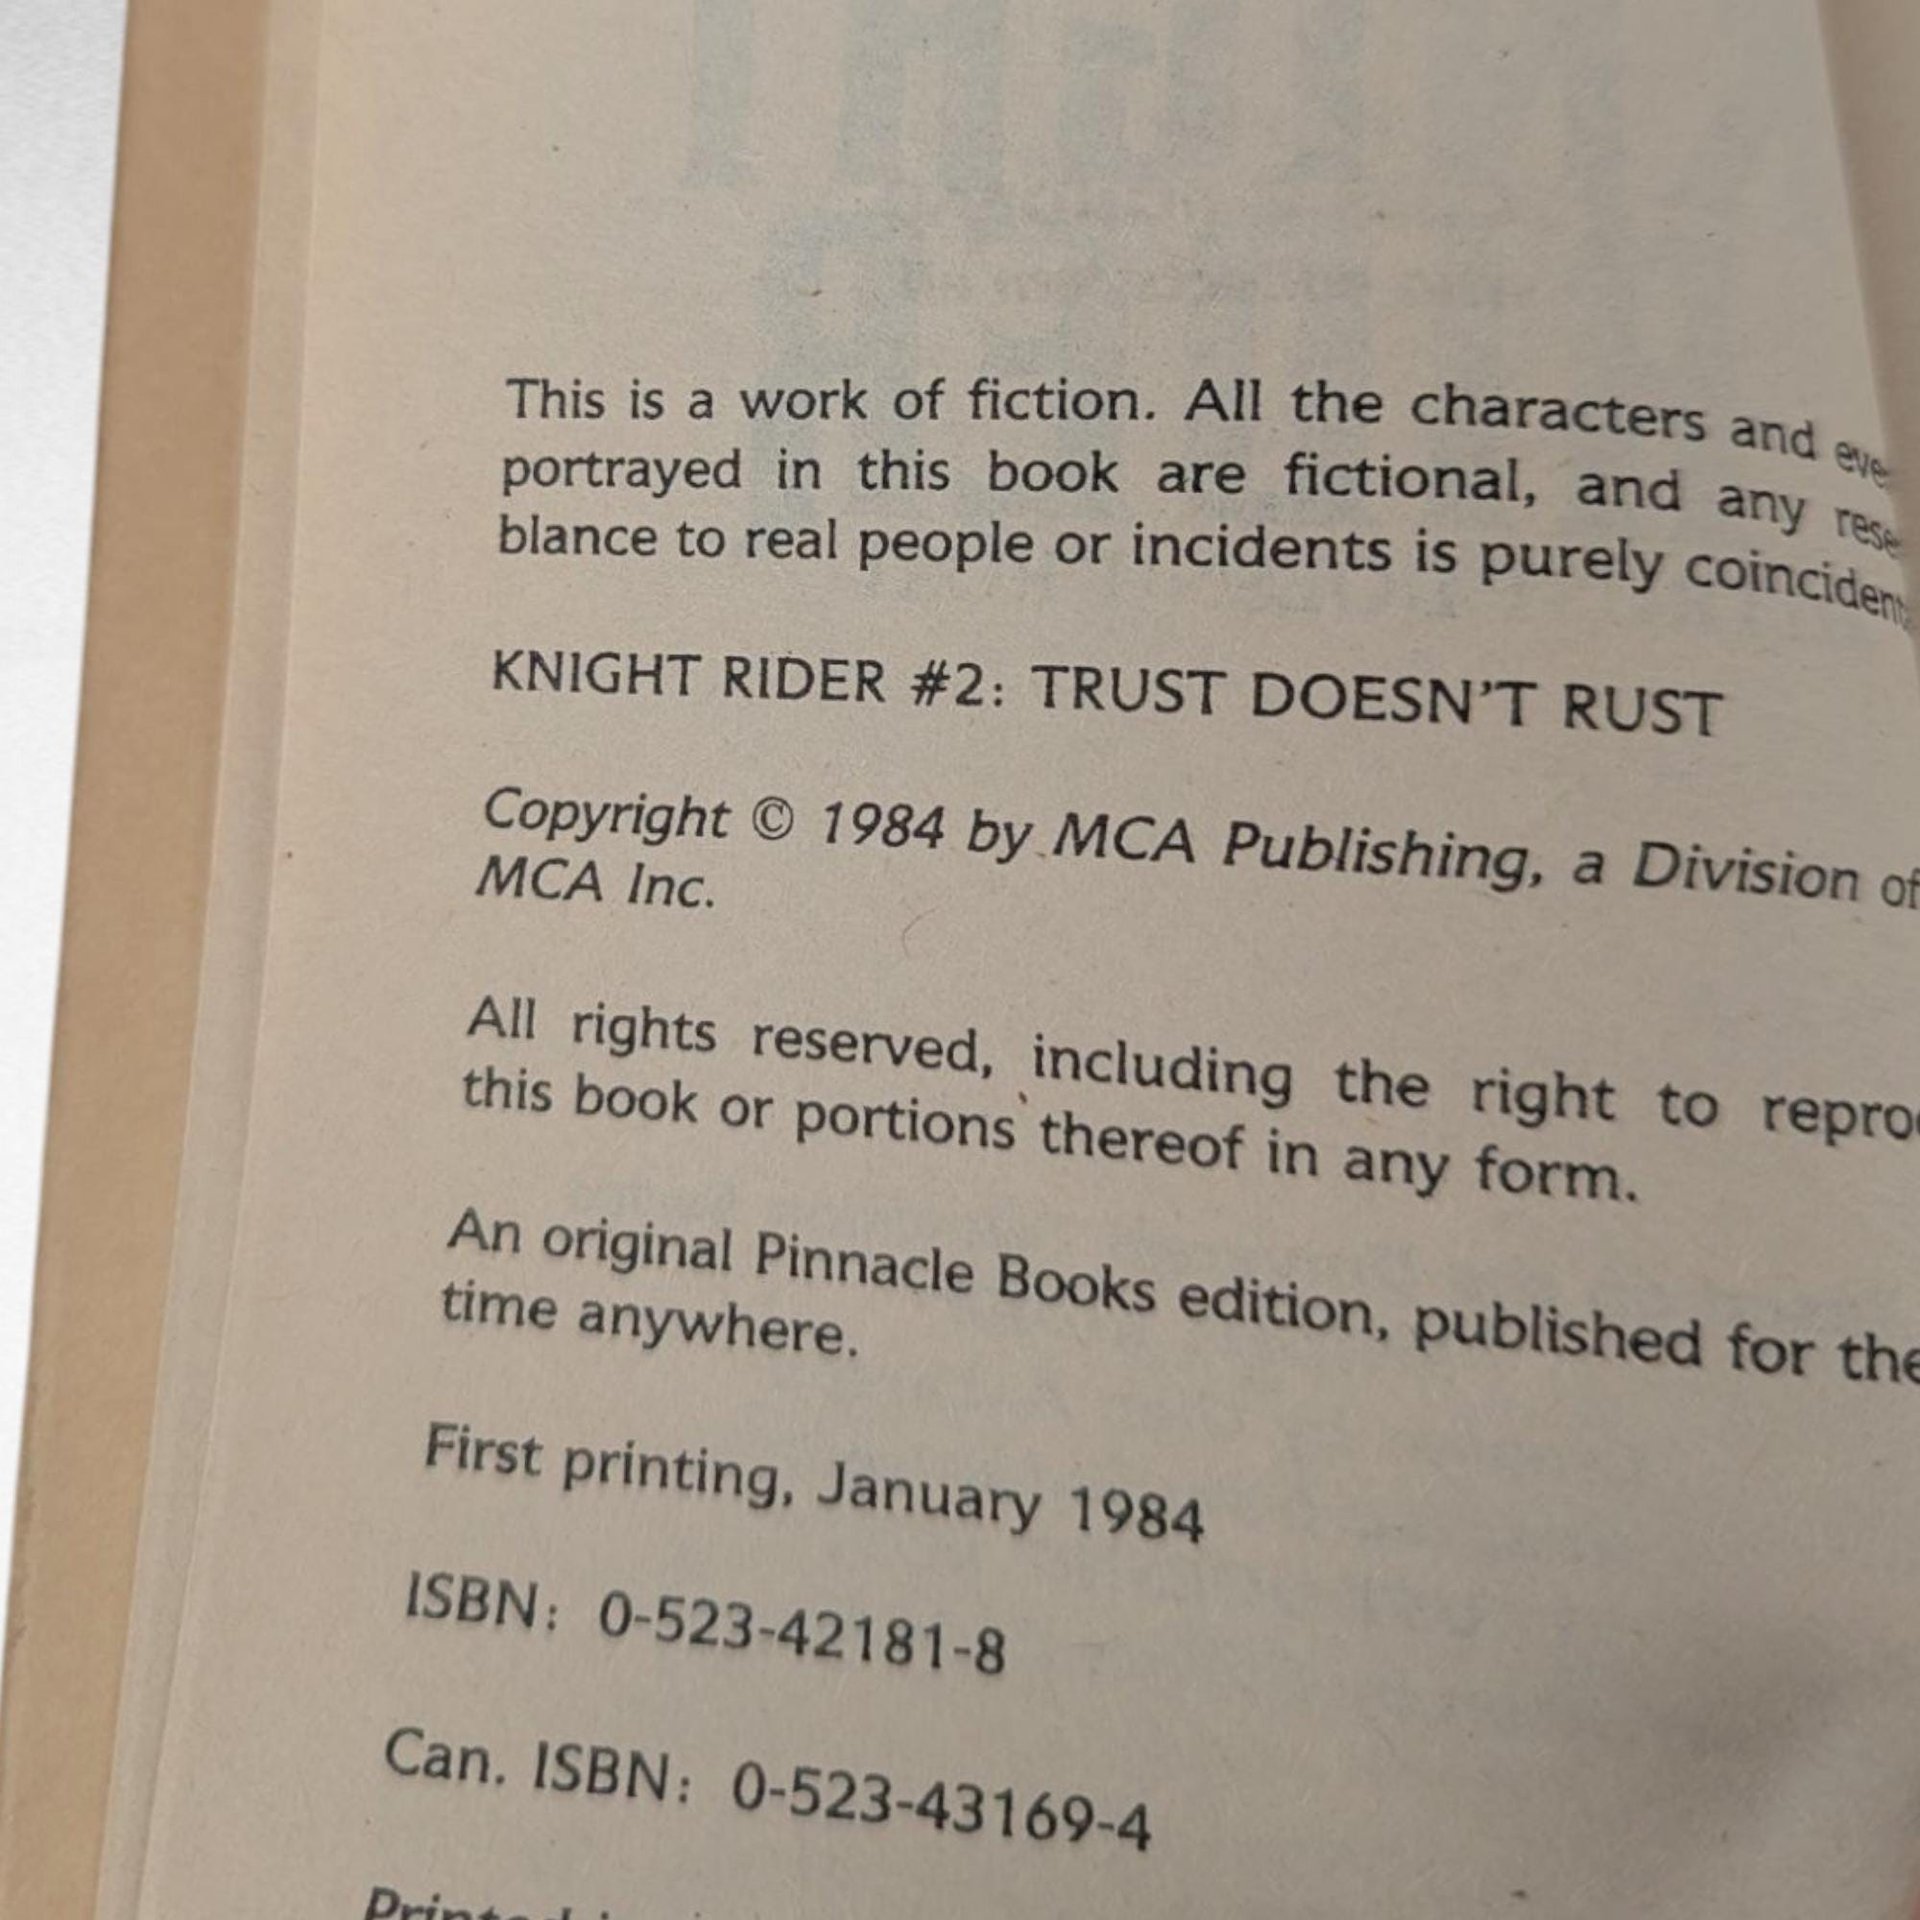 This is a work of fiction. All the characters and
portrayed in this book are fictional, and any
blance to real people or incidents is purely
KNIGHT RIDER #2: TRUST DOESN'T RUST
Copyright © 1984 by MCA Publishing, a Division of
MCA Inc.
All rights reserved, including the right to
this book or portions thereof in any form.
An original Pinnacle Books edition, published for the
time anywhere.
First printing, January 1984
ISBN: 0-523-42181-8
Can. ISBN: 0-523-43169-4